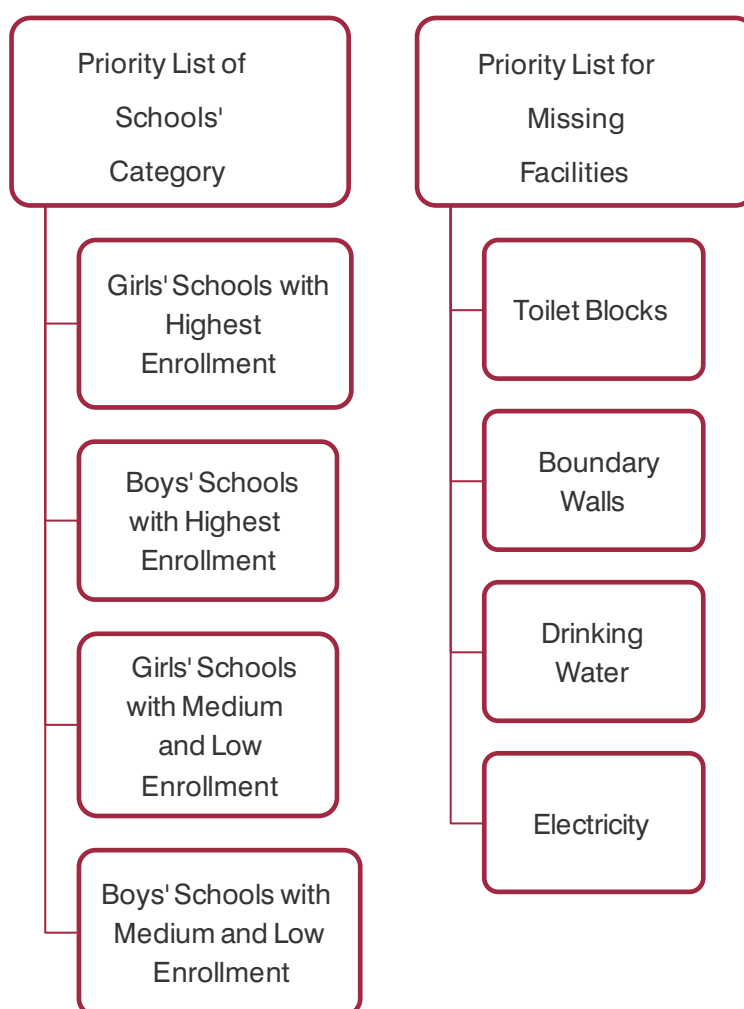 Priority List of
Schools'
Category
Girls' Schools with
Highest
Enrollment
Boys' Schools
with Highest
Enrollment
Girls' Schools
with Medium
and Low
Enrollment
Boys' Schools with
Medium and Low
Enrollment
Priority List for
Missing
Facilities
Toilet Blocks
Boundary
Walls
Drinking
Water
Electricity